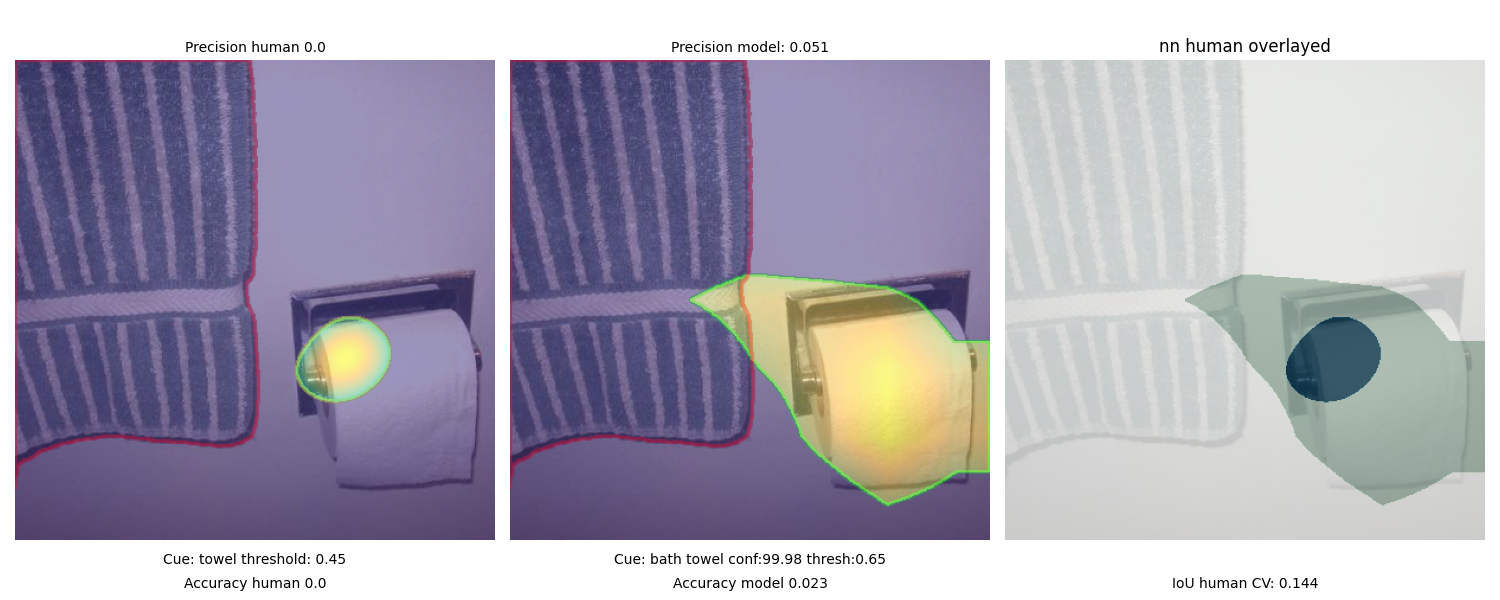 Precision human 0.0
Precision model: 0.051
nn human overlayed
Cue: towel threshold: 0.45
Cue: bath towel conf:99.98 thresh:0.65
Accuracy human 0.0
Accuracy model 0.023
IoU human CV: 0.144